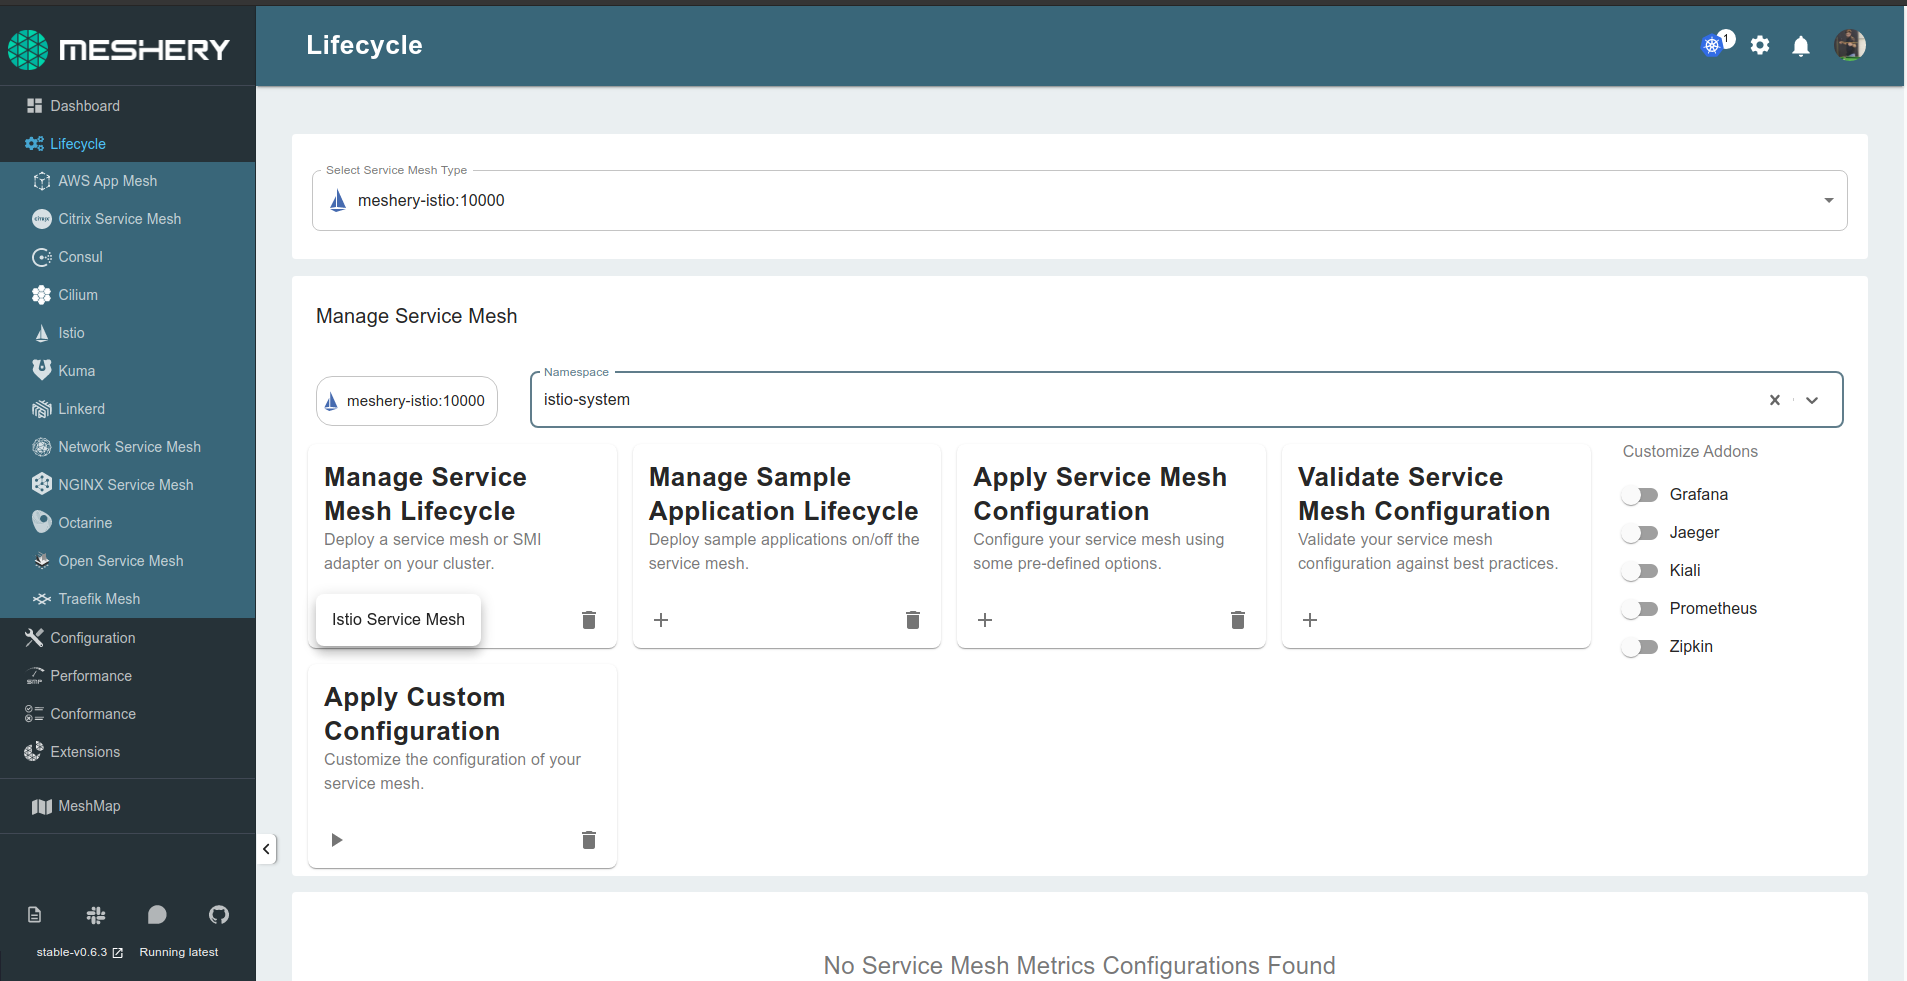 MESHERY
Lifecycle
1
Dashboard
Lifecycle
AWS App Mesh
Citrix Service Mesh
Consul
Cilium
Istio
Kuma
Linkerd
Network Service Mesh
NGINX Service Mesh
Octarine
Open Service Mesh
Traefik Mesh
Configuration
Performance
Conformance
Extensions
MeshMap
stable-v0.6.3 Running latest
Select Service Mesh Type
meshery-istio:10000
Manage Service Mesh
meshery-istio:10000
Namespace
istio-system
Manage Service
Mesh Lifecycle
Deploy a service mesh or SMI
adapter on your cluster.
Istio Service Mesh
Manage Sample
Application Lifecycle
Deploy sample applications on/off the
service mesh.
Apply Service Mesh
Configuration
Configure your service mesh using
some pre-defined options.
Validate Service
Mesh Configuration
Validate your service mesh
configuration against best practices.
Customize Addons
Grafana
Jaeger
Kiali
Prometheus
Zipkin
Apply Custom
Configuration
Customize the configuration of your
service mesh.
No Service Mesh Metrics Configurations Found